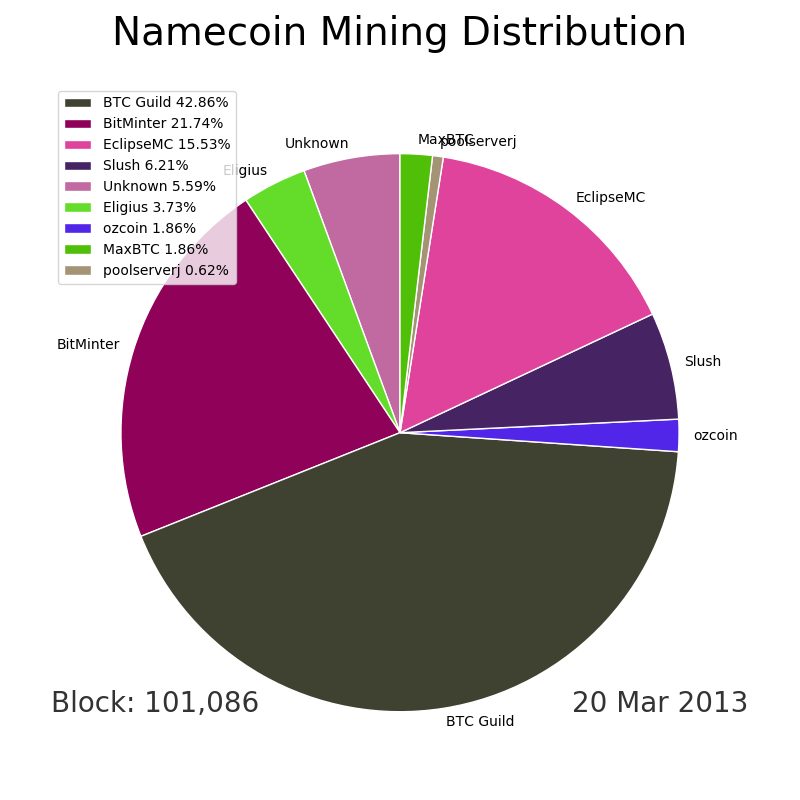 Namecoin Mining Distribution
BTC Guild 42.86%
BitMinter 21.74%
EclipseMC 15.53%
Slush 6.21%
Unknown 5.59%
Eligius 3.73%
ozcoin 1.86%
MaxBTC 1.86%
poolserverj 0.62%
Unknown
MaxBTC
poolserverj
Eligius
EclipseMC
BitMinter
Slush
ozcoin
BTC Guild
Block: 101,086
20 Mar 2013